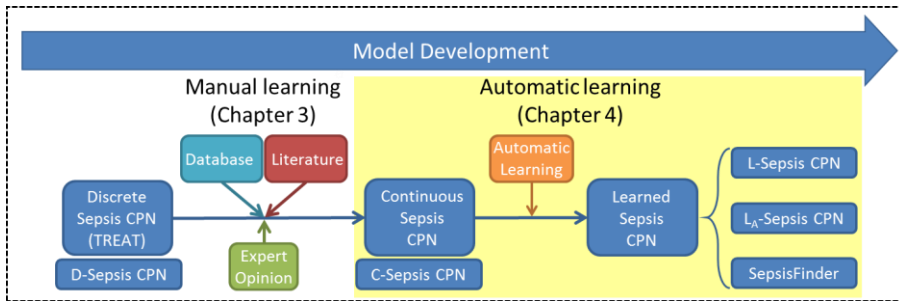 Model Development
Manual learning
(Chapter 3)
Automatic learning
(Chapter 4)
Database
Literature
Automatic
Learning
Discrete
Sepsis CPN
(TREAT)
D-Sepsis CPN
Expert
Opinion
Continuous
Sepsis
CPN
C-Sepsis CPN
Learned
Sepsis
CPN
L-Sepsis CPN
L_A-Sepsis CPN
SepsisFinder